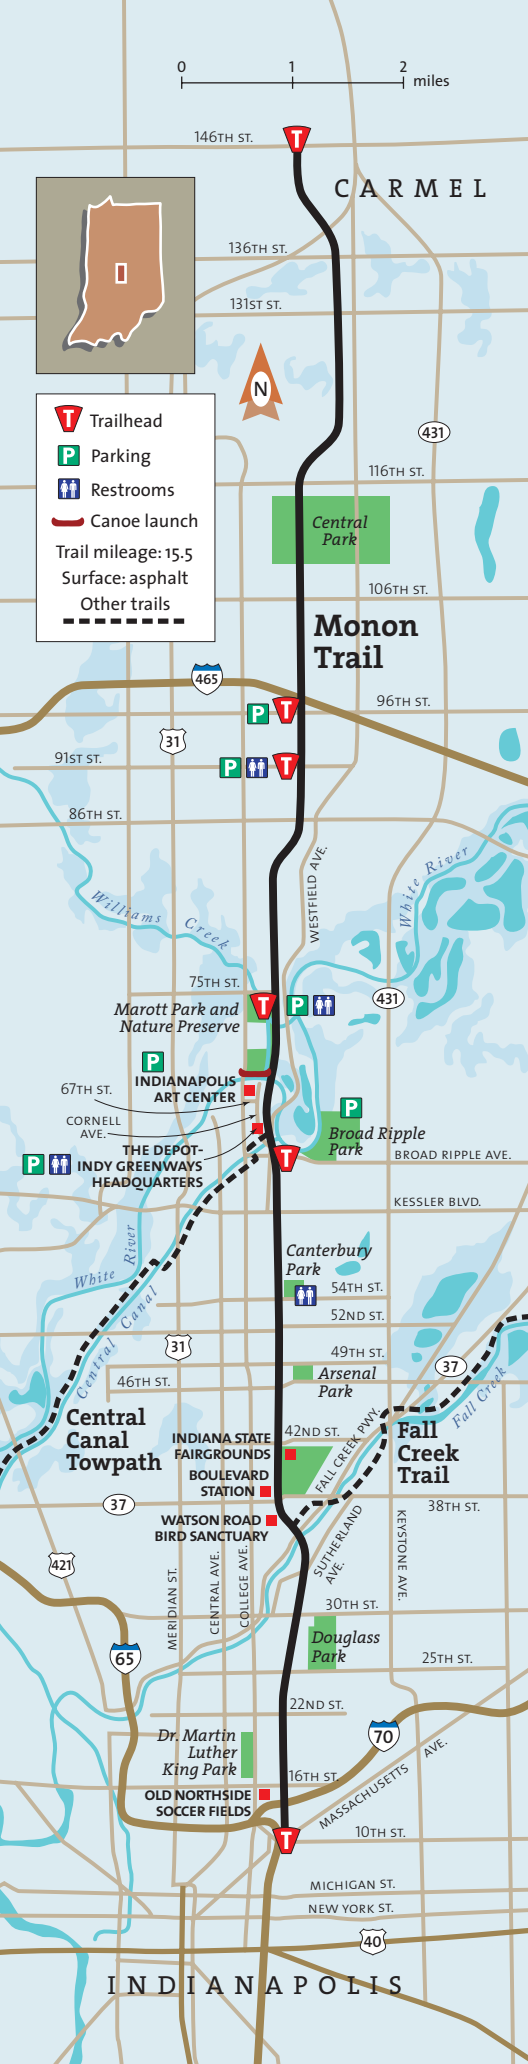 0 1 2
miles
T
146TH ST.
CARMEL
136TH ST.
131ST ST.
N
T Trailhead
P Parking
Restrooms
Canoe launch
Trail mileage: 15.5
Surface: asphalt
Other trails
431
116TH ST.
Central
Park
106TH ST.
Monon
Trail
465
96TH ST.
P T
31
91ST ST.
P T
86TH ST.
WESTFIELD AVE.
White River
Williams Creek
75TH ST.
431
Marott Park and
Nature Preserve
T P
P
INDIANAPOLIS
ART CENTER
67TH ST.
P
CORNELL
AVE.
Broad Ripple
Park
THE DEPOT-
INDY GREENWAYS
HEADQUARTERS
P
T
BROAD RIPPLE AVE.
KESSLER BLVD.
White River
Canterbury
Park
54TH ST.
Central Canal
52ND ST.
31
49TH ST.
37
46TH ST.
Arsenal
Park
Fall Creek
Central
Canal
Towpath
Fall
Creek
Trail
42ND ST.
INDIANA STATE
FAIRGROUNDS
FALL CREEK PWY.
BOULEVARD
STATION
37
38TH ST.
WATSON ROAD
BIRD SANCTUARY
SUTHERLAND
AVE.
KEYSTONE AVE.
421
MERIDIAN ST.
CENTRAL AVE.
COLLEGE AVE.
30TH ST.
65
Douglass
Park
25TH ST.
22ND ST.
70
Dr. Martin
Luther
King Park
MASSACHUSETTS AVE.
16TH ST.
OLD NORTHSIDE
SOCCER FIELDS
T
10TH ST.
MICHIGAN ST.
NEW YORK ST.
40
INDIANAPOLIS